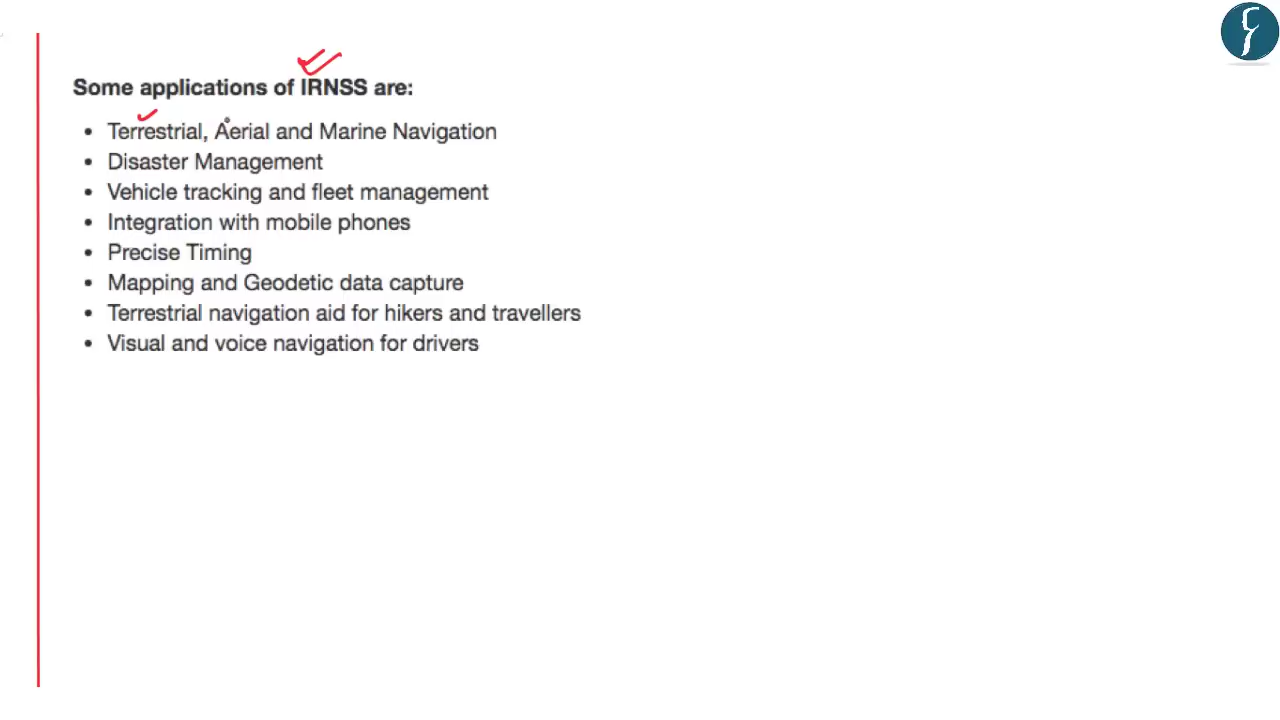 Some applications of IRNSS are:
• Terrestrial, Aerial and Marine Navigation
• Disaster Management
• Vehicle tracking and fleet management
• Integration with mobile phones
• Precise Timing
• Mapping and Geodetic data capture
• Terrestrial navigation aid for hikers and travellers
• Visual and voice navigation for drivers